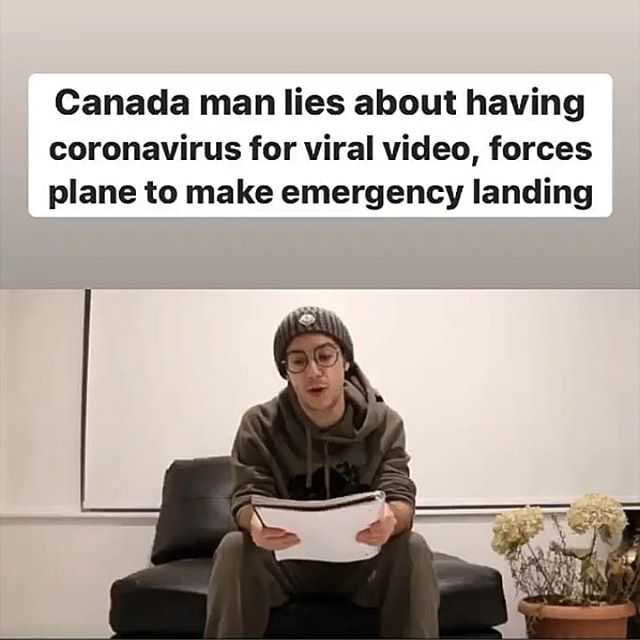 Canada man lies about having
coronavirus for viral video, forces
plane to make emergency landing